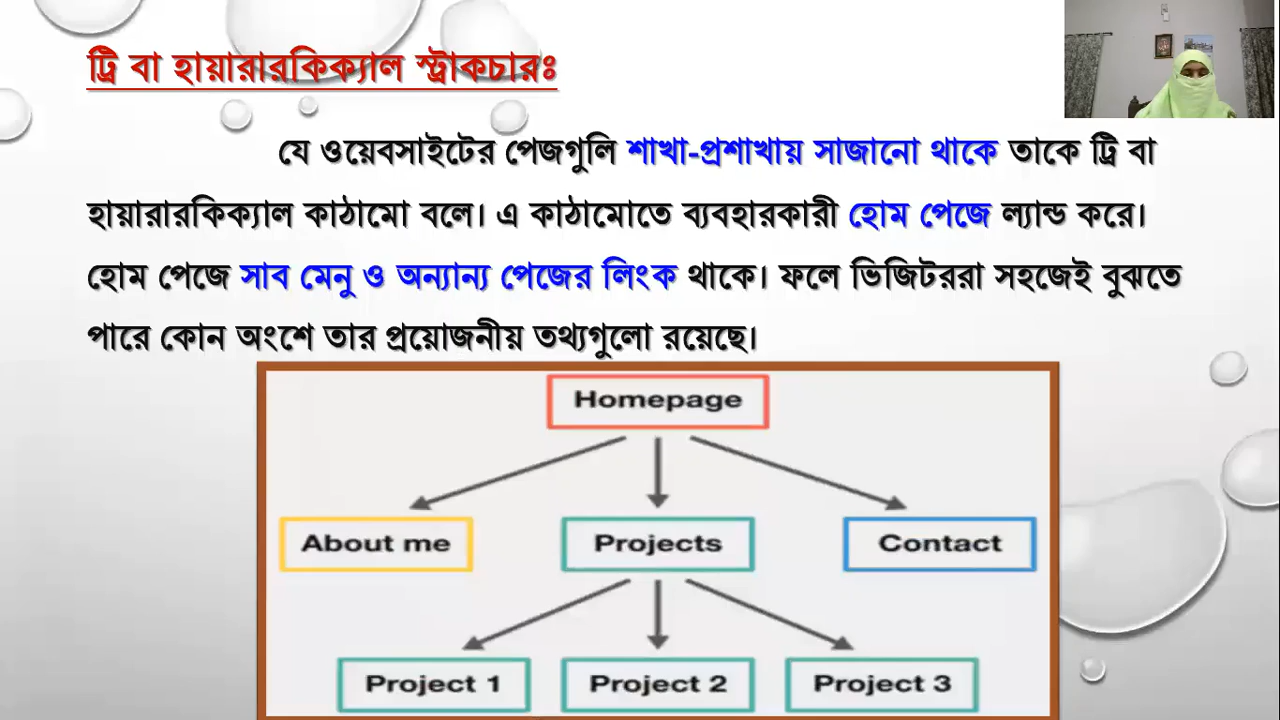 ট্রি বা হায়ারারকিক্যাল স্ট্রাকচারঃ
যে ওয়েবসাইটের পেজগুলি শাখা-প্রশাখায় সাজানো থাকে তাকে ট্রি বা
হায়ারারকিক্যাল কাঠামো বলে। এ কাঠামোতে ব্যবহারকারী হোম পেজে ল্যান্ড করে।
হোম পেজে সাব মেনু ও অন্যান্য পেজের লিংক থাকে। ফলে ভিজিটররা সহজেই বুঝতে
পারে কোন অংশে তার প্রয়োজনীয় তথ্যগুলো রয়েছে।
Homepage
About me Projects Contact
Project 1 Project 2 Project 3